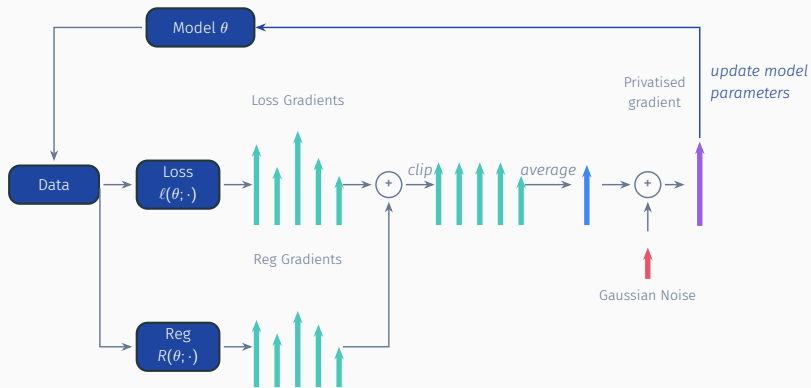 Model θ
update model
parameters
Privatised
gradient
Loss Gradients
clip
average
Data
Loss
ℓ(θ; ·)
+
+
Reg Gradients
Gaussian Noise
Reg
R(θ; ·)